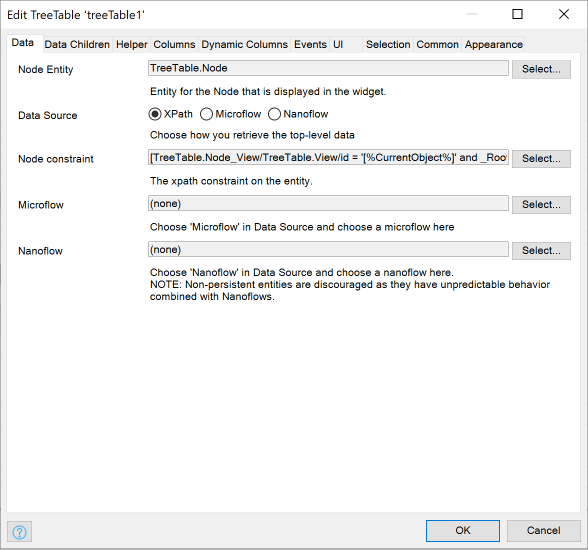 Edit TreeTable 'treeTable1'
Data Data Children Helper Columns Dynamic Columns Events UI Selection Common Appearance
Node Entity TreeTable.Node Select...
Entity for the Node that is displayed in the widget.
Data Source XPath Microflow Nanoflow
Choose how you retrieve the top-level data
Node constraint [TreeTable.Node_View/TreeTable.View/id = '[%CurrentObject%]' and _Roo Select...
The xpath constraint on the entity.
Microflow (none) Select...
Choose 'Microflow' in Data Source and choose a microflow here
Nanoflow (none) Select...
Choose 'Nanoflow' in Data Source and choose a nanoflow here.
NOTE: Non-persistent entities are discouraged as they have unpredictable behavior
combined with Nanoflows.
? OK Cancel